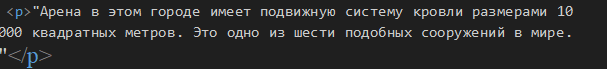 <p>"Арена в этом городе имеет подвижную систему кровли размерами 10
000 квадратных метров. Это одно из шести подобных сооружений в мире.
"</p>